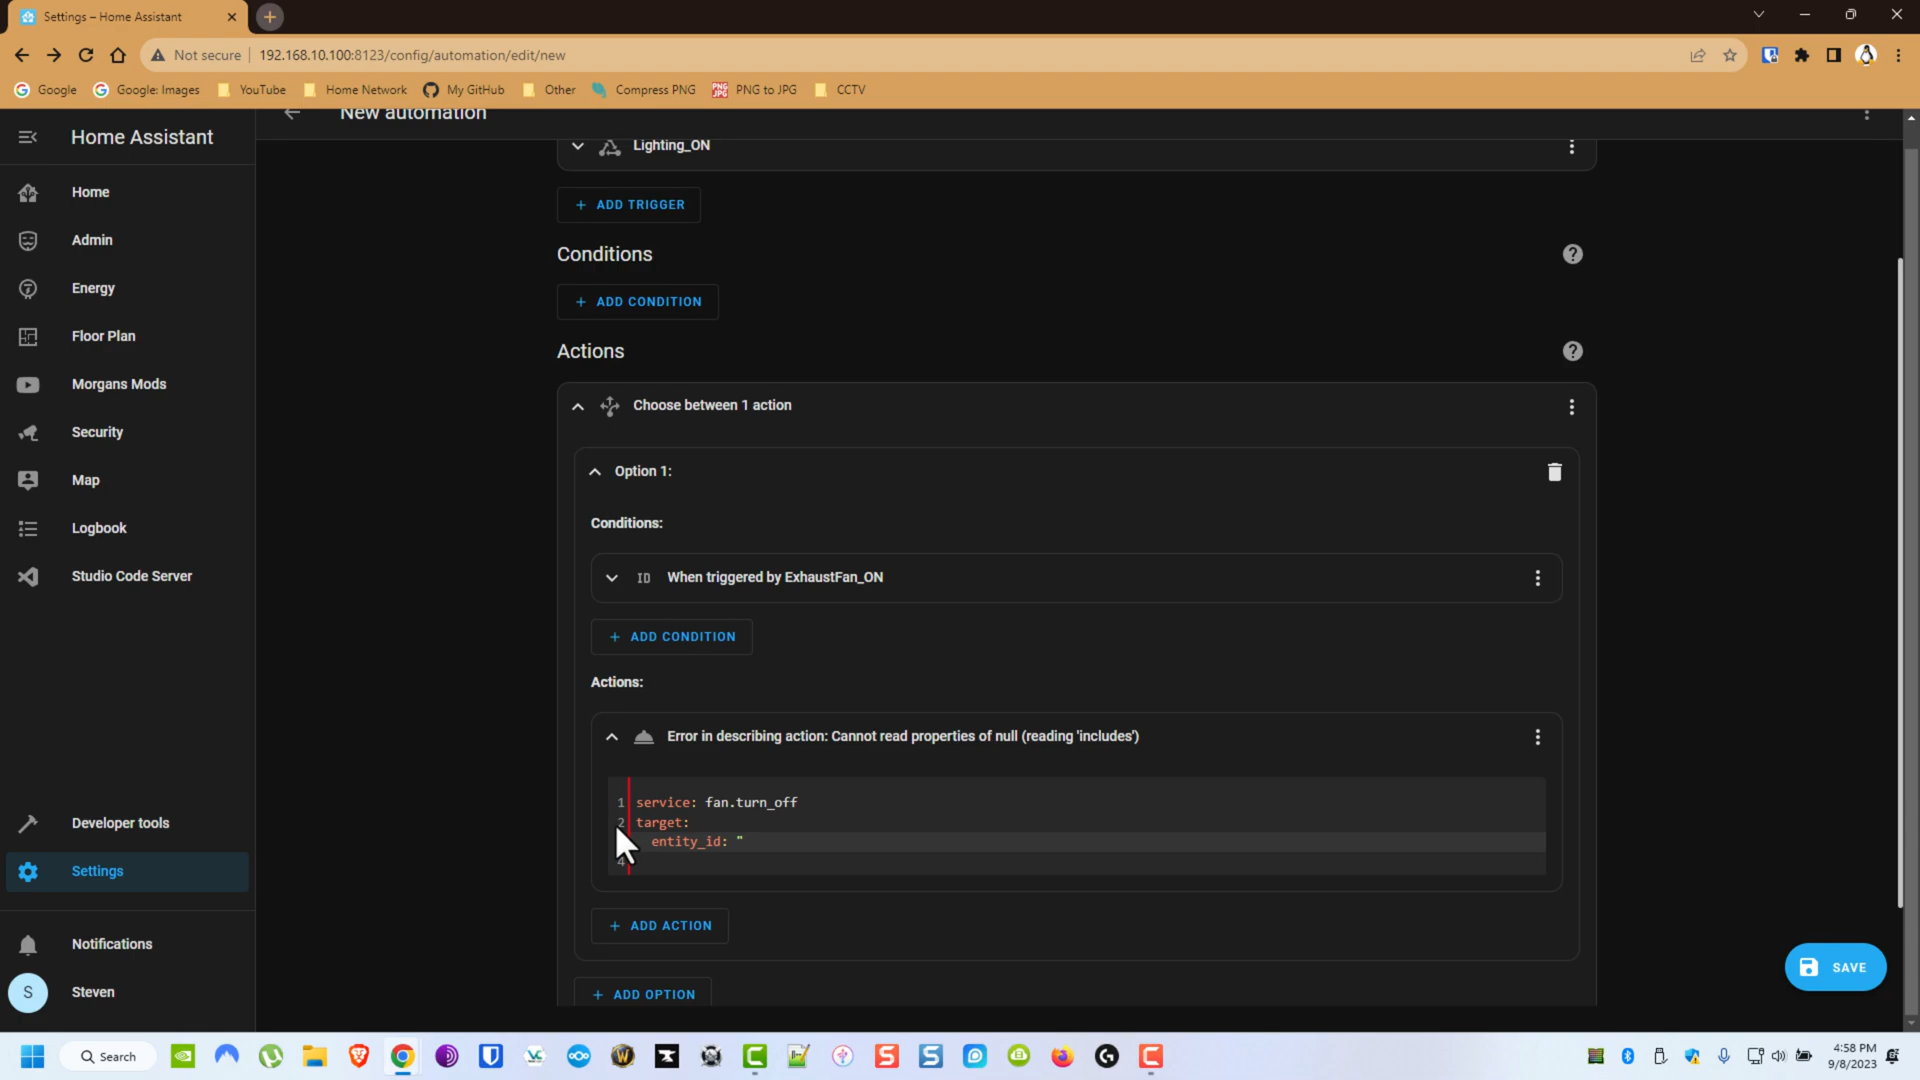 Settings – Home Assistant
Not secure
192.168.10.100:8123/config/automation/edit/new
Google
Google: Images
YouTube
Home Network
My GitHub
Other
Compress PNG
PNG to JPG
CCTV
Home Assistant
New automation
Lighting_ON
ADD TRIGGER
Home
Admin
Energy
Floor Plan
Morgans Mods
Security
Map
Logbook
Studio Code Server
Conditions
ADD CONDITION
Actions
Choose between 1 action
Option 1:
Conditions:
ID When triggered by ExhaustFan_ON
ADD CONDITION
Actions:
Error in describing action: Cannot read properties of null (reading 'includes')
1 service: fan.turn_off
2 target:
entity_id: "
4
ADD ACTION
ADD OPTION
Developer tools
Settings
Notifications
S Steven
SAVE
Search
4:58 PM
9/8/2023